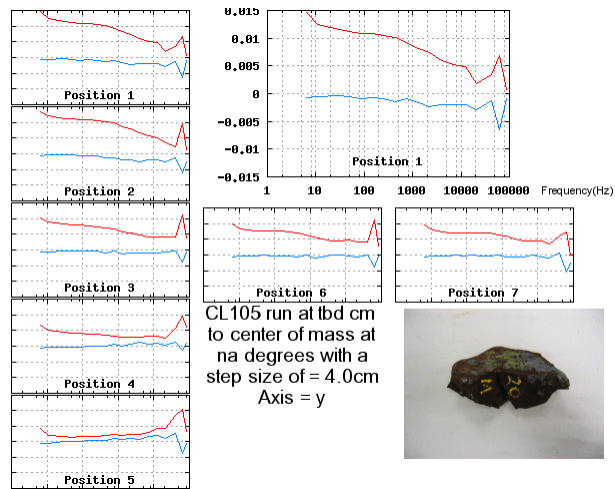 Position 1
Position 2
Position 3
Position 4
Position 5
0.015
0.01
0.005
0
-0.005
-0.01
-0.015
Position 1
1 10 100 1000 10000 100000 Frequency(Hz)
Position 6
Position 7
CL105 run at tbd cm
to center of mass at
na degrees with a
step size of = 4.0cm
Axis = y
20